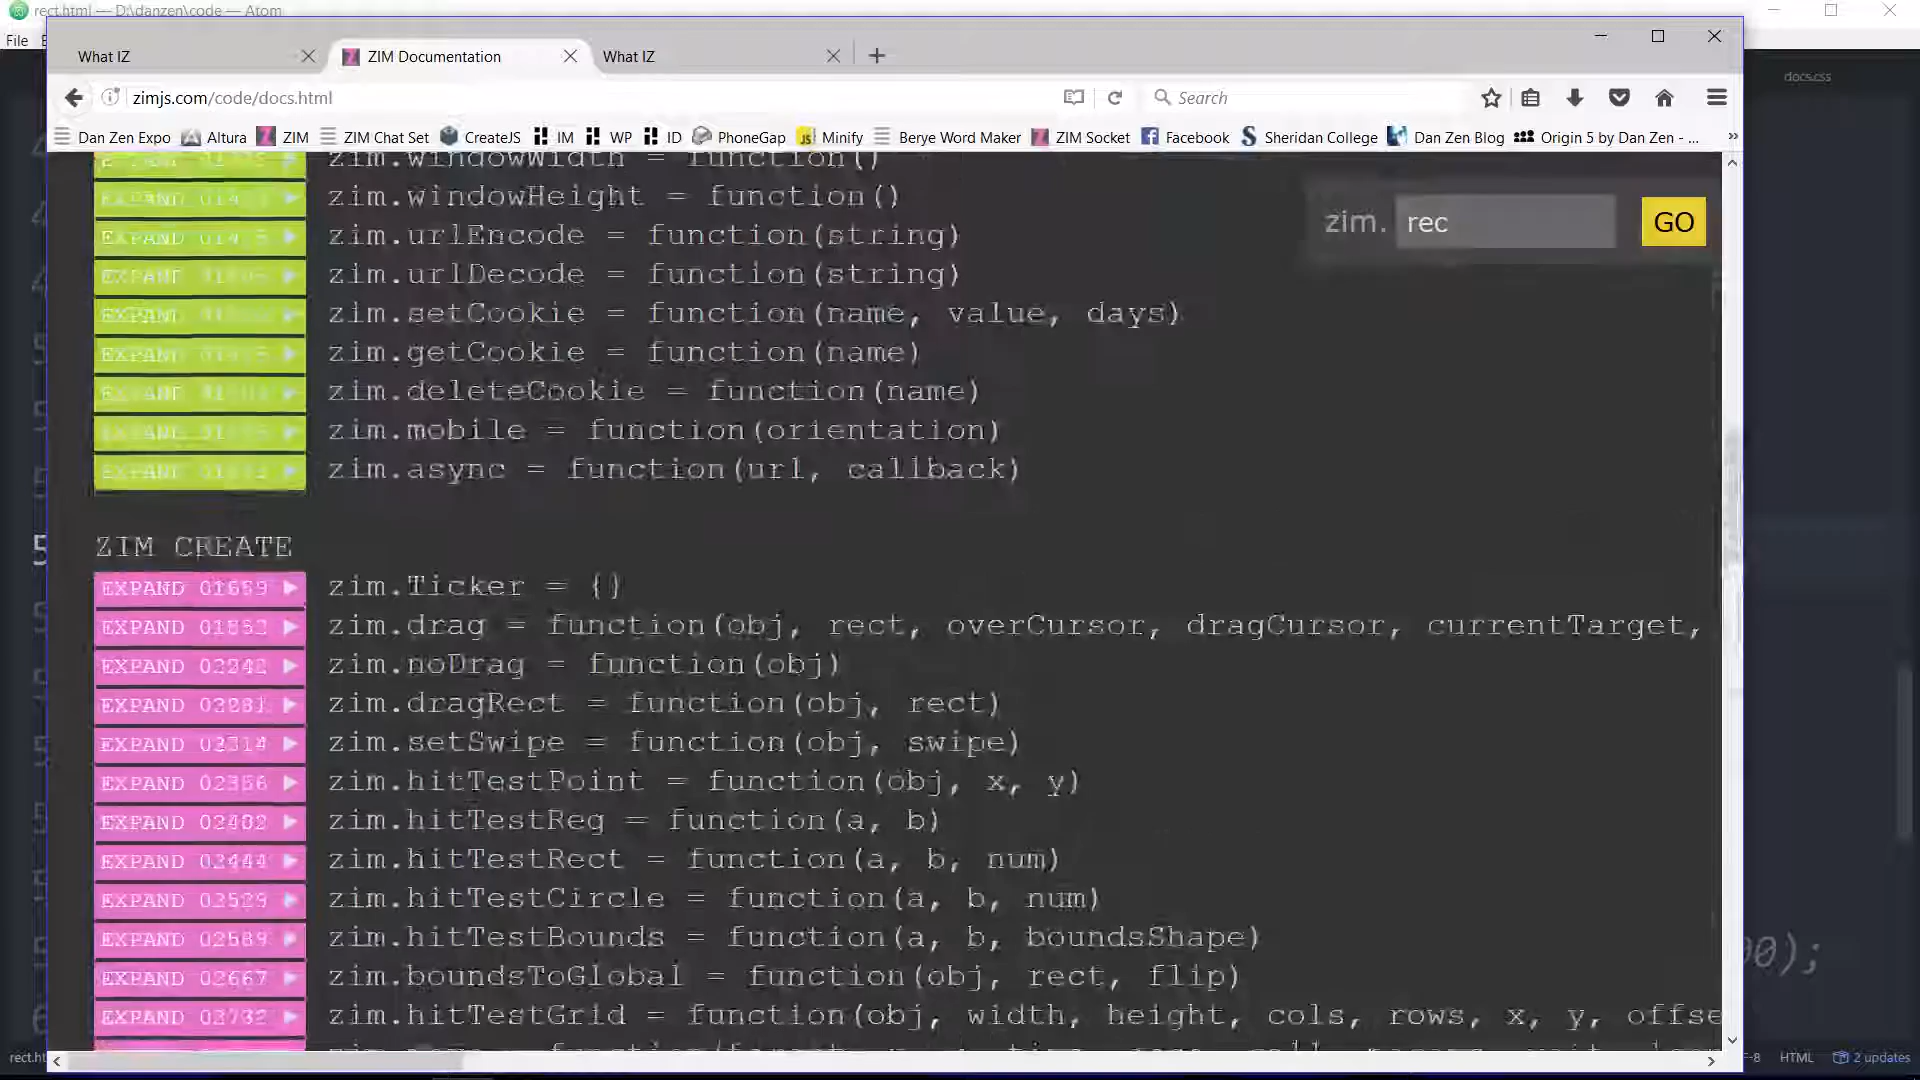 rect.html — D:\danzen\code — Atom
File
What IZ
ZIM Documentation
What IZ
zimjs.com/code/docs.html
Search
docs.css
Dan Zen Expo
Altura
ZIM
ZIM Chat Set
CreateJS
IM
WP
ID
PhoneGap
Minify
Berye Word Maker
ZIM Socket
Facebook
Sheridan College
Dan Zen Blog
Origin 5 by Dan Zen - ...
zim.windowWidth = function()
EXPAND zim.windowHeight = function()
EXPAND zim.urlEncode = function(string)
EXPAND zim.urlDecode = function(string)
EXPAND zim.setCookie = function(name, value, days)
EXPAND zim.getCookie = function(name)
EXPAND zim.deleteCookie = function(name)
EXPAND zim.mobile = function(orientation)
EXPAND zim.async = function(url, callback)
zim. rec GO
ZIM CREATE
EXPAND 01659 zim.Ticker = {}
EXPAND zim.drag = function(obj, rect, overCursor, dragCursor, currentTarget,
EXPAND 02242 zim.noDrag = function(obj)
EXPAND 02281 zim.dragRect = function(obj, rect)
EXPAND 02314 zim.setSwipe = function(obj, swipe)
EXPAND 02356 zim.hitTestPoint = function(obj, x, y)
EXPAND 02402 zim.hitTestReg = function(a, b)
EXPAND 02444 zim.hitTestRect = function(a, b, num)
EXPAND 02529 zim.hitTestCircle = function(a, b, num)
EXPAND 02589 zim.hitTestBounds = function(a, b, boundsShape)
EXPAND 02667 zim.boundsToGlobal = function(obj, rect, flip)
EXPAND 02732 zim.hitTestGrid = function(obj, width, height, cols, rows, x, y, offse
00);
rect.ht
HTML
2 updates